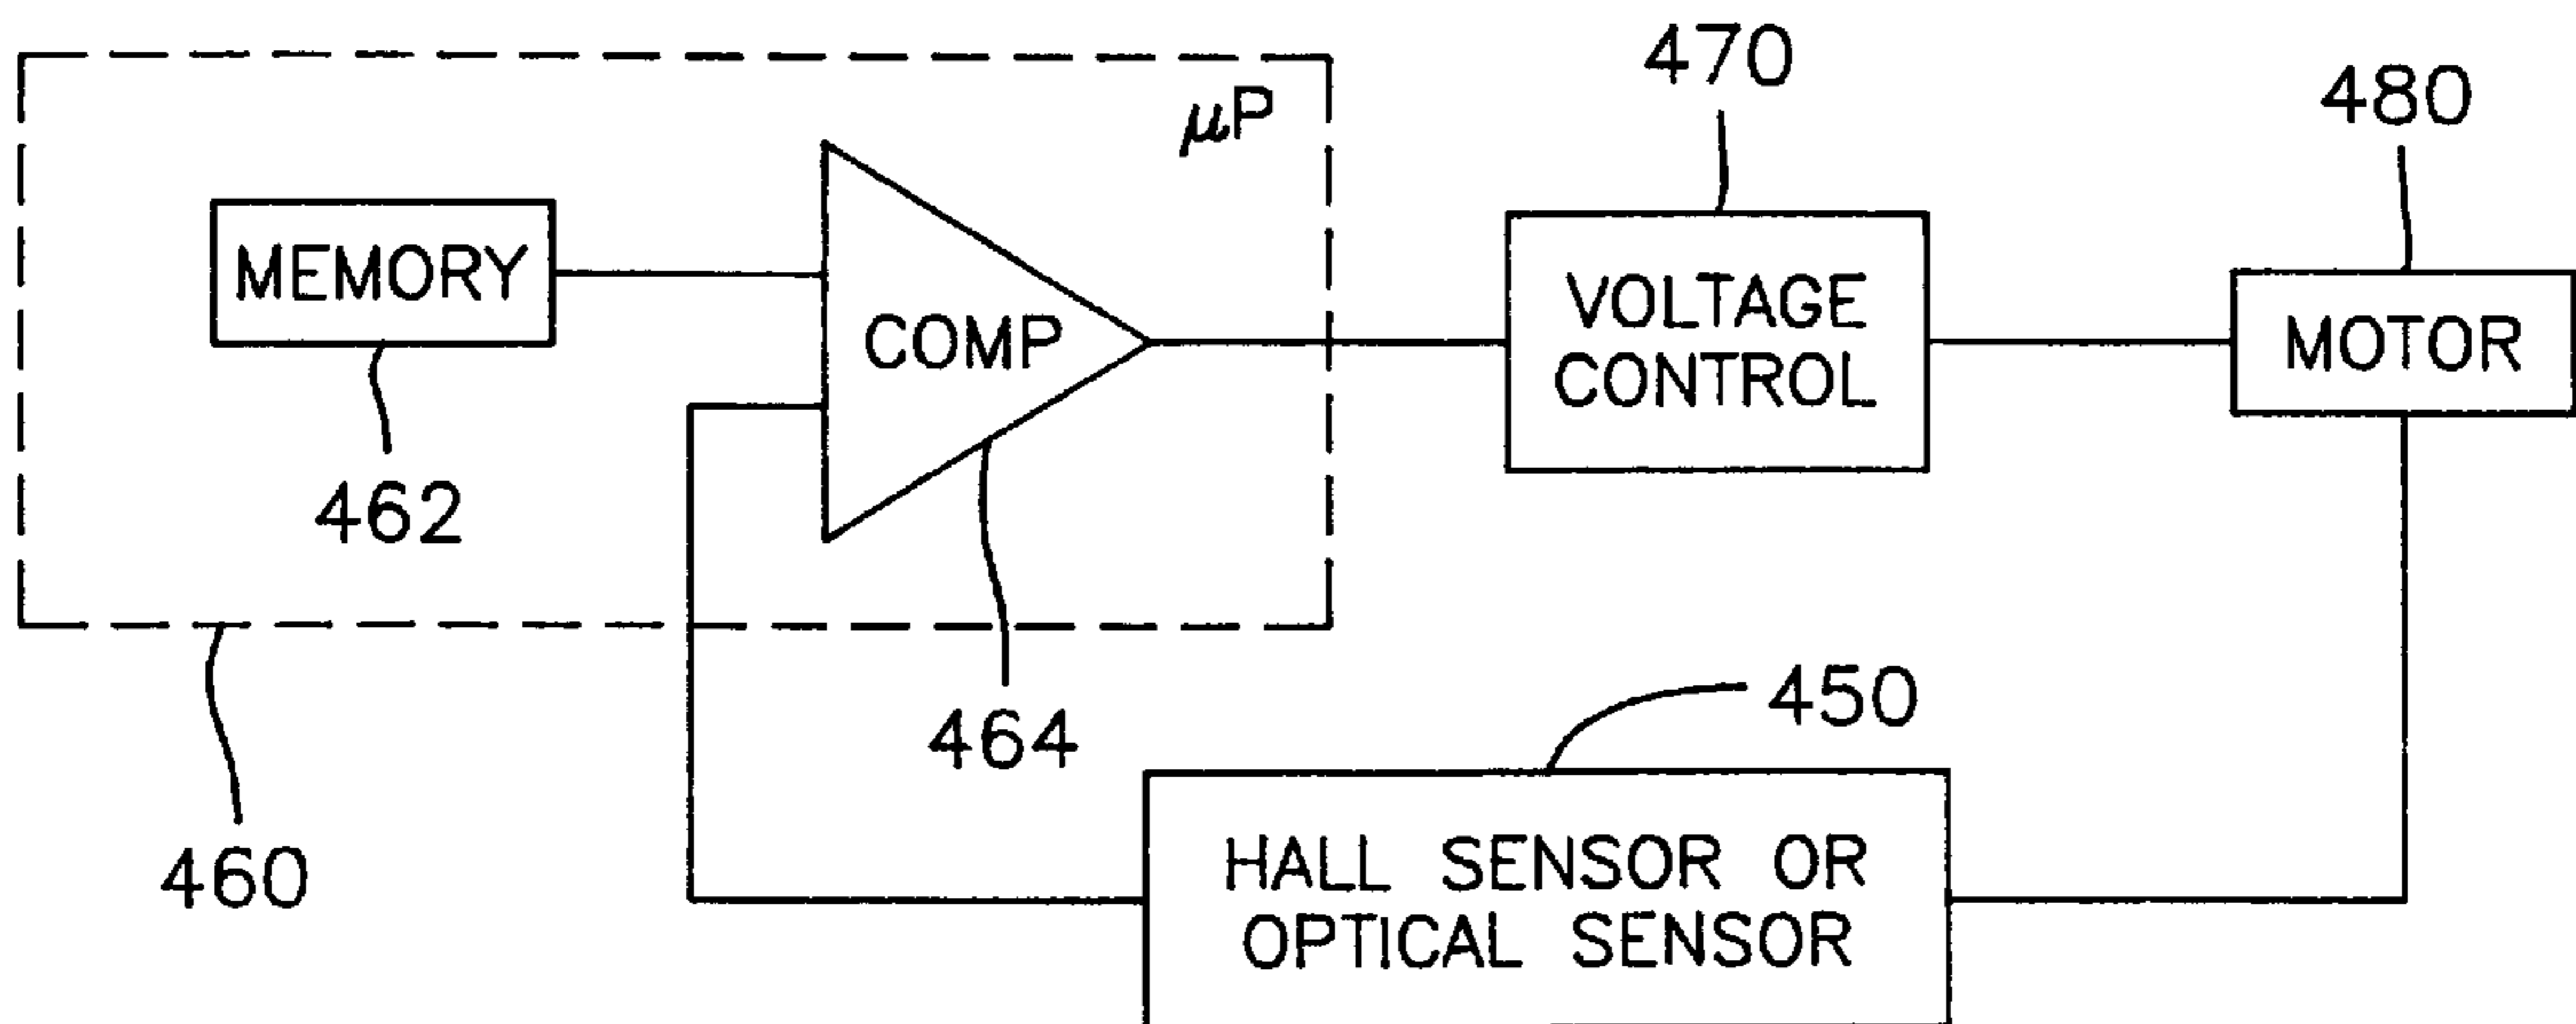 470
480
μP
MEMORY
COMP
VOLTAGE
CONTROL
MOTOR
462
464
450
460
HALL SENSOR OR
OPTICAL SENSOR